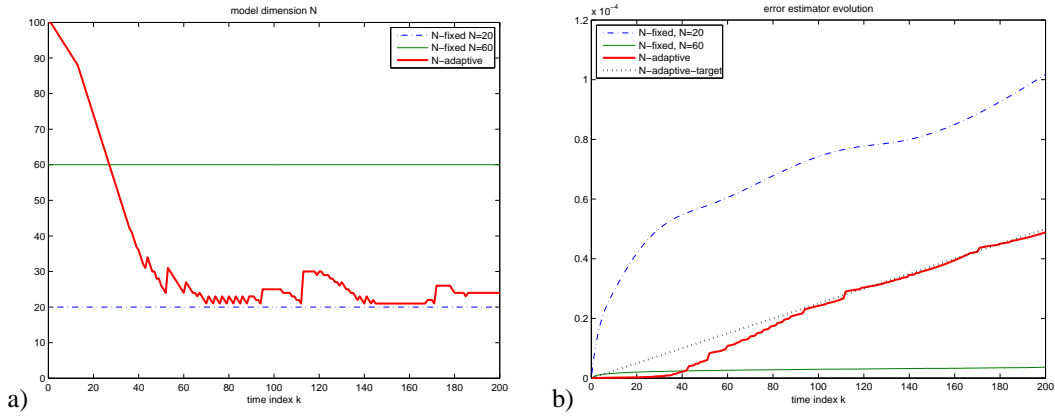 model dimension N
100
90
80
70
60
50
40
30
20
10
0
0 20 40 60 80 100 120 140 160 180 200
time index k
N−fixed N=20
N−fixed N=60
N−adaptive
a)
error estimator evolution
x 10⁻⁴
1.2
1
0.8
0.6
0.4
0.2
0
0 20 40 60 80 100 120 140 160 180 200
time index k
N−fixed, N=20
N−fixed, N=60
N−adaptive
N−adaptive−target
b)